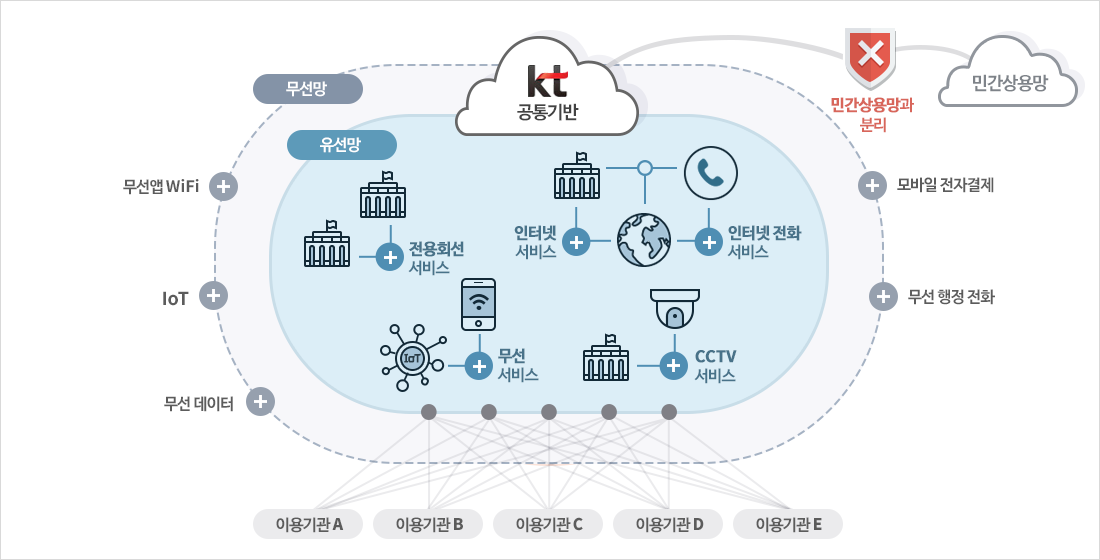 kt
공통기반
민간상용망
민간상용망과
분리
무선망
유선망
무선앱 WiFi
IoT
무선 데이터
모바일 전자결제
무선 행정 전화
전용회선
서비스
인터넷
서비스
인터넷 전화
서비스
IoT
무선
서비스
CCTV
서비스
이용기관 A
이용기관 B
이용기관 C
이용기관 D
이용기관 E